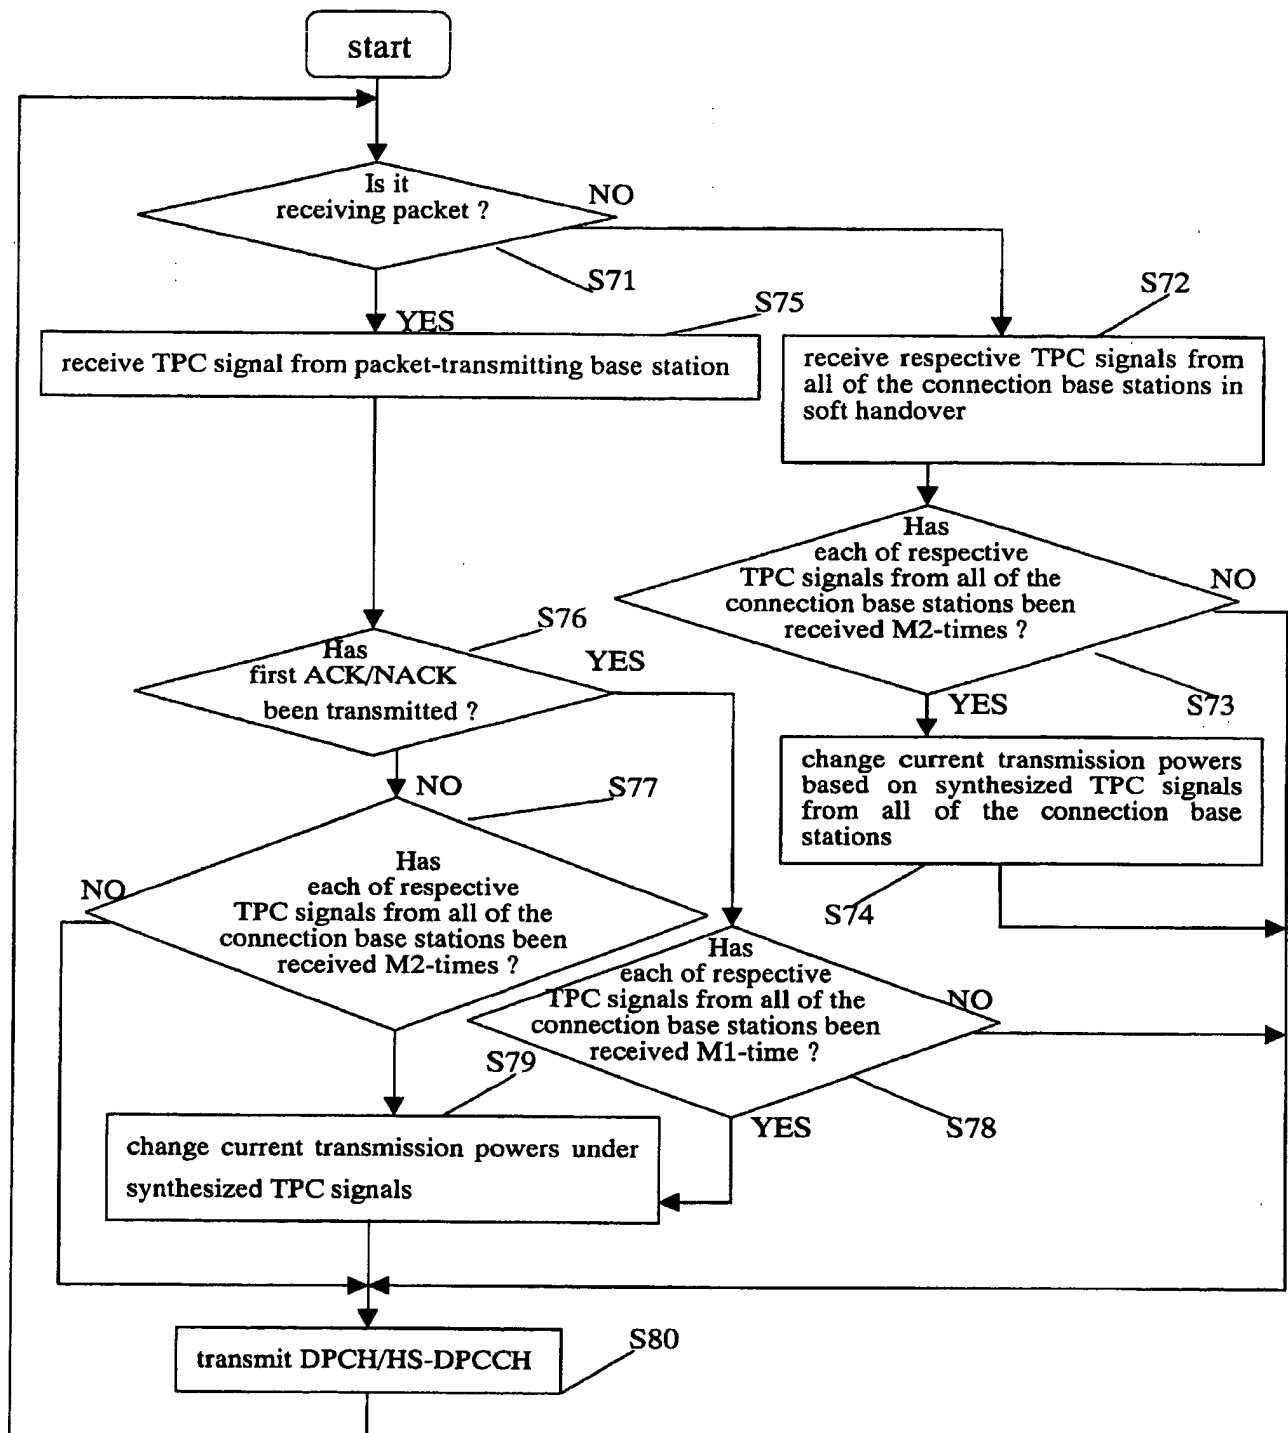 start
Is it
receiving packet ?
NO
S71
YES
S75
S72
receive TPC signal from packet-transmitting base station
receive respective TPC signals from
all of the connection base stations in
soft handover
Has
each of respective
TPC signals from all of the
connection base stations been
received M2-times ?
NO
S73
YES
S76
Has
first ACK/NACK
been transmitted ?
YES
NO
change current transmission powers
based on synthesized TPC signals
from all of the connection base
stations
S74
S77
Has
each of respective
TPC signals from all of the
connection base stations been
received M2-times ?
NO
Has
each of respective
TPC signals from all of the
connection base stations been
received M1-time ?
NO
S78
YES
S79
change current transmission powers under
synthesized TPC signals
transmit DPCH/HS-DPCCH
S80